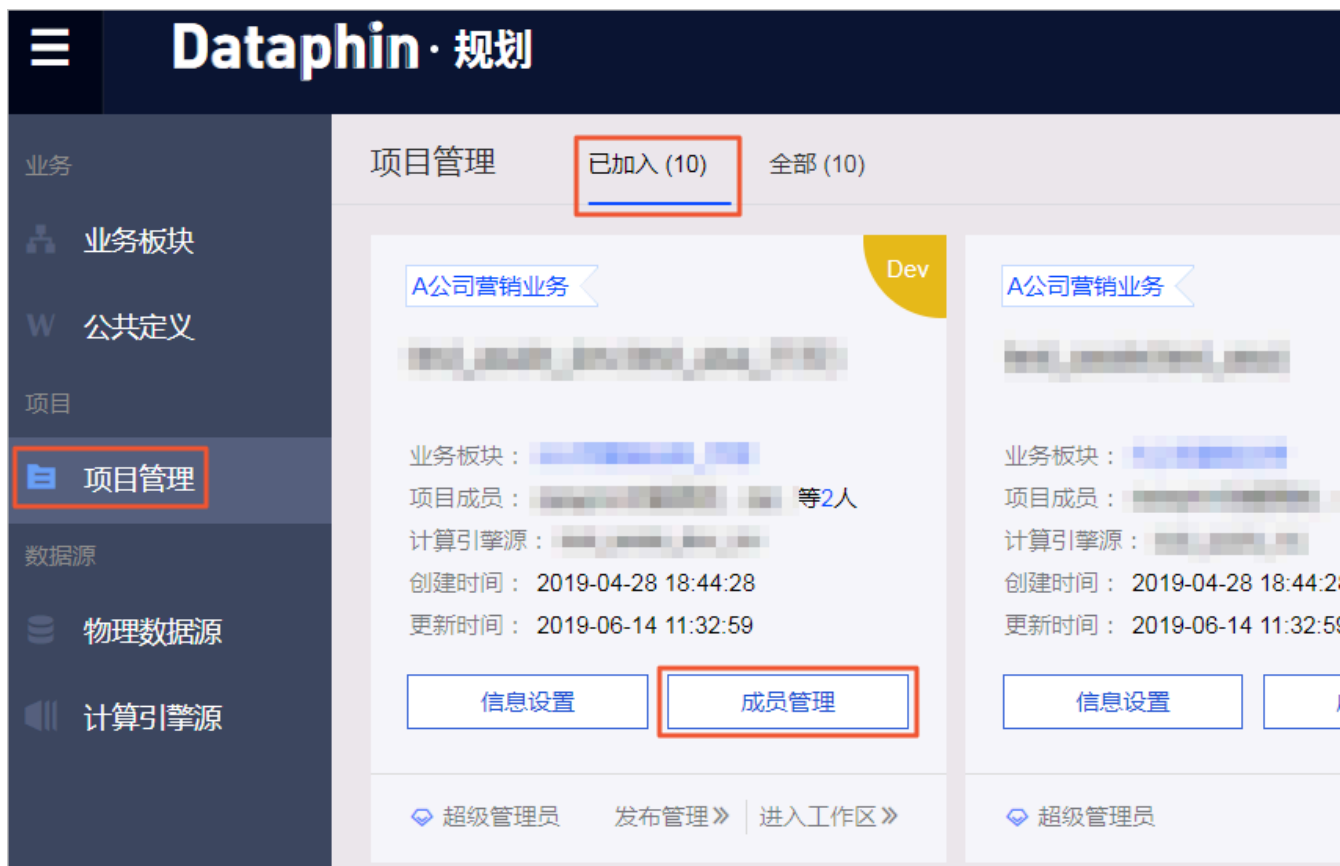 Dataphin · 规划
业务
业务板块
公共定义
项目
项目管理
数据源
物理数据源
计算引擎源
项目管理 已加入 (10) 全部 (10)
A公司营销业务 Dev
业务板块：
项目成员： 等2人
计算引擎源：
创建时间： 2019-04-28 18:44:28
更新时间： 2019-06-14 11:32:59
信息设置 成员管理
超级管理员 发布管理 进入工作区
A公司营销业务
业务板块：
项目成员：
计算引擎源：
创建时间： 2019-04-28 18:44:2
更新时间： 2019-06-14 11:32:5
信息设置
超级管理员